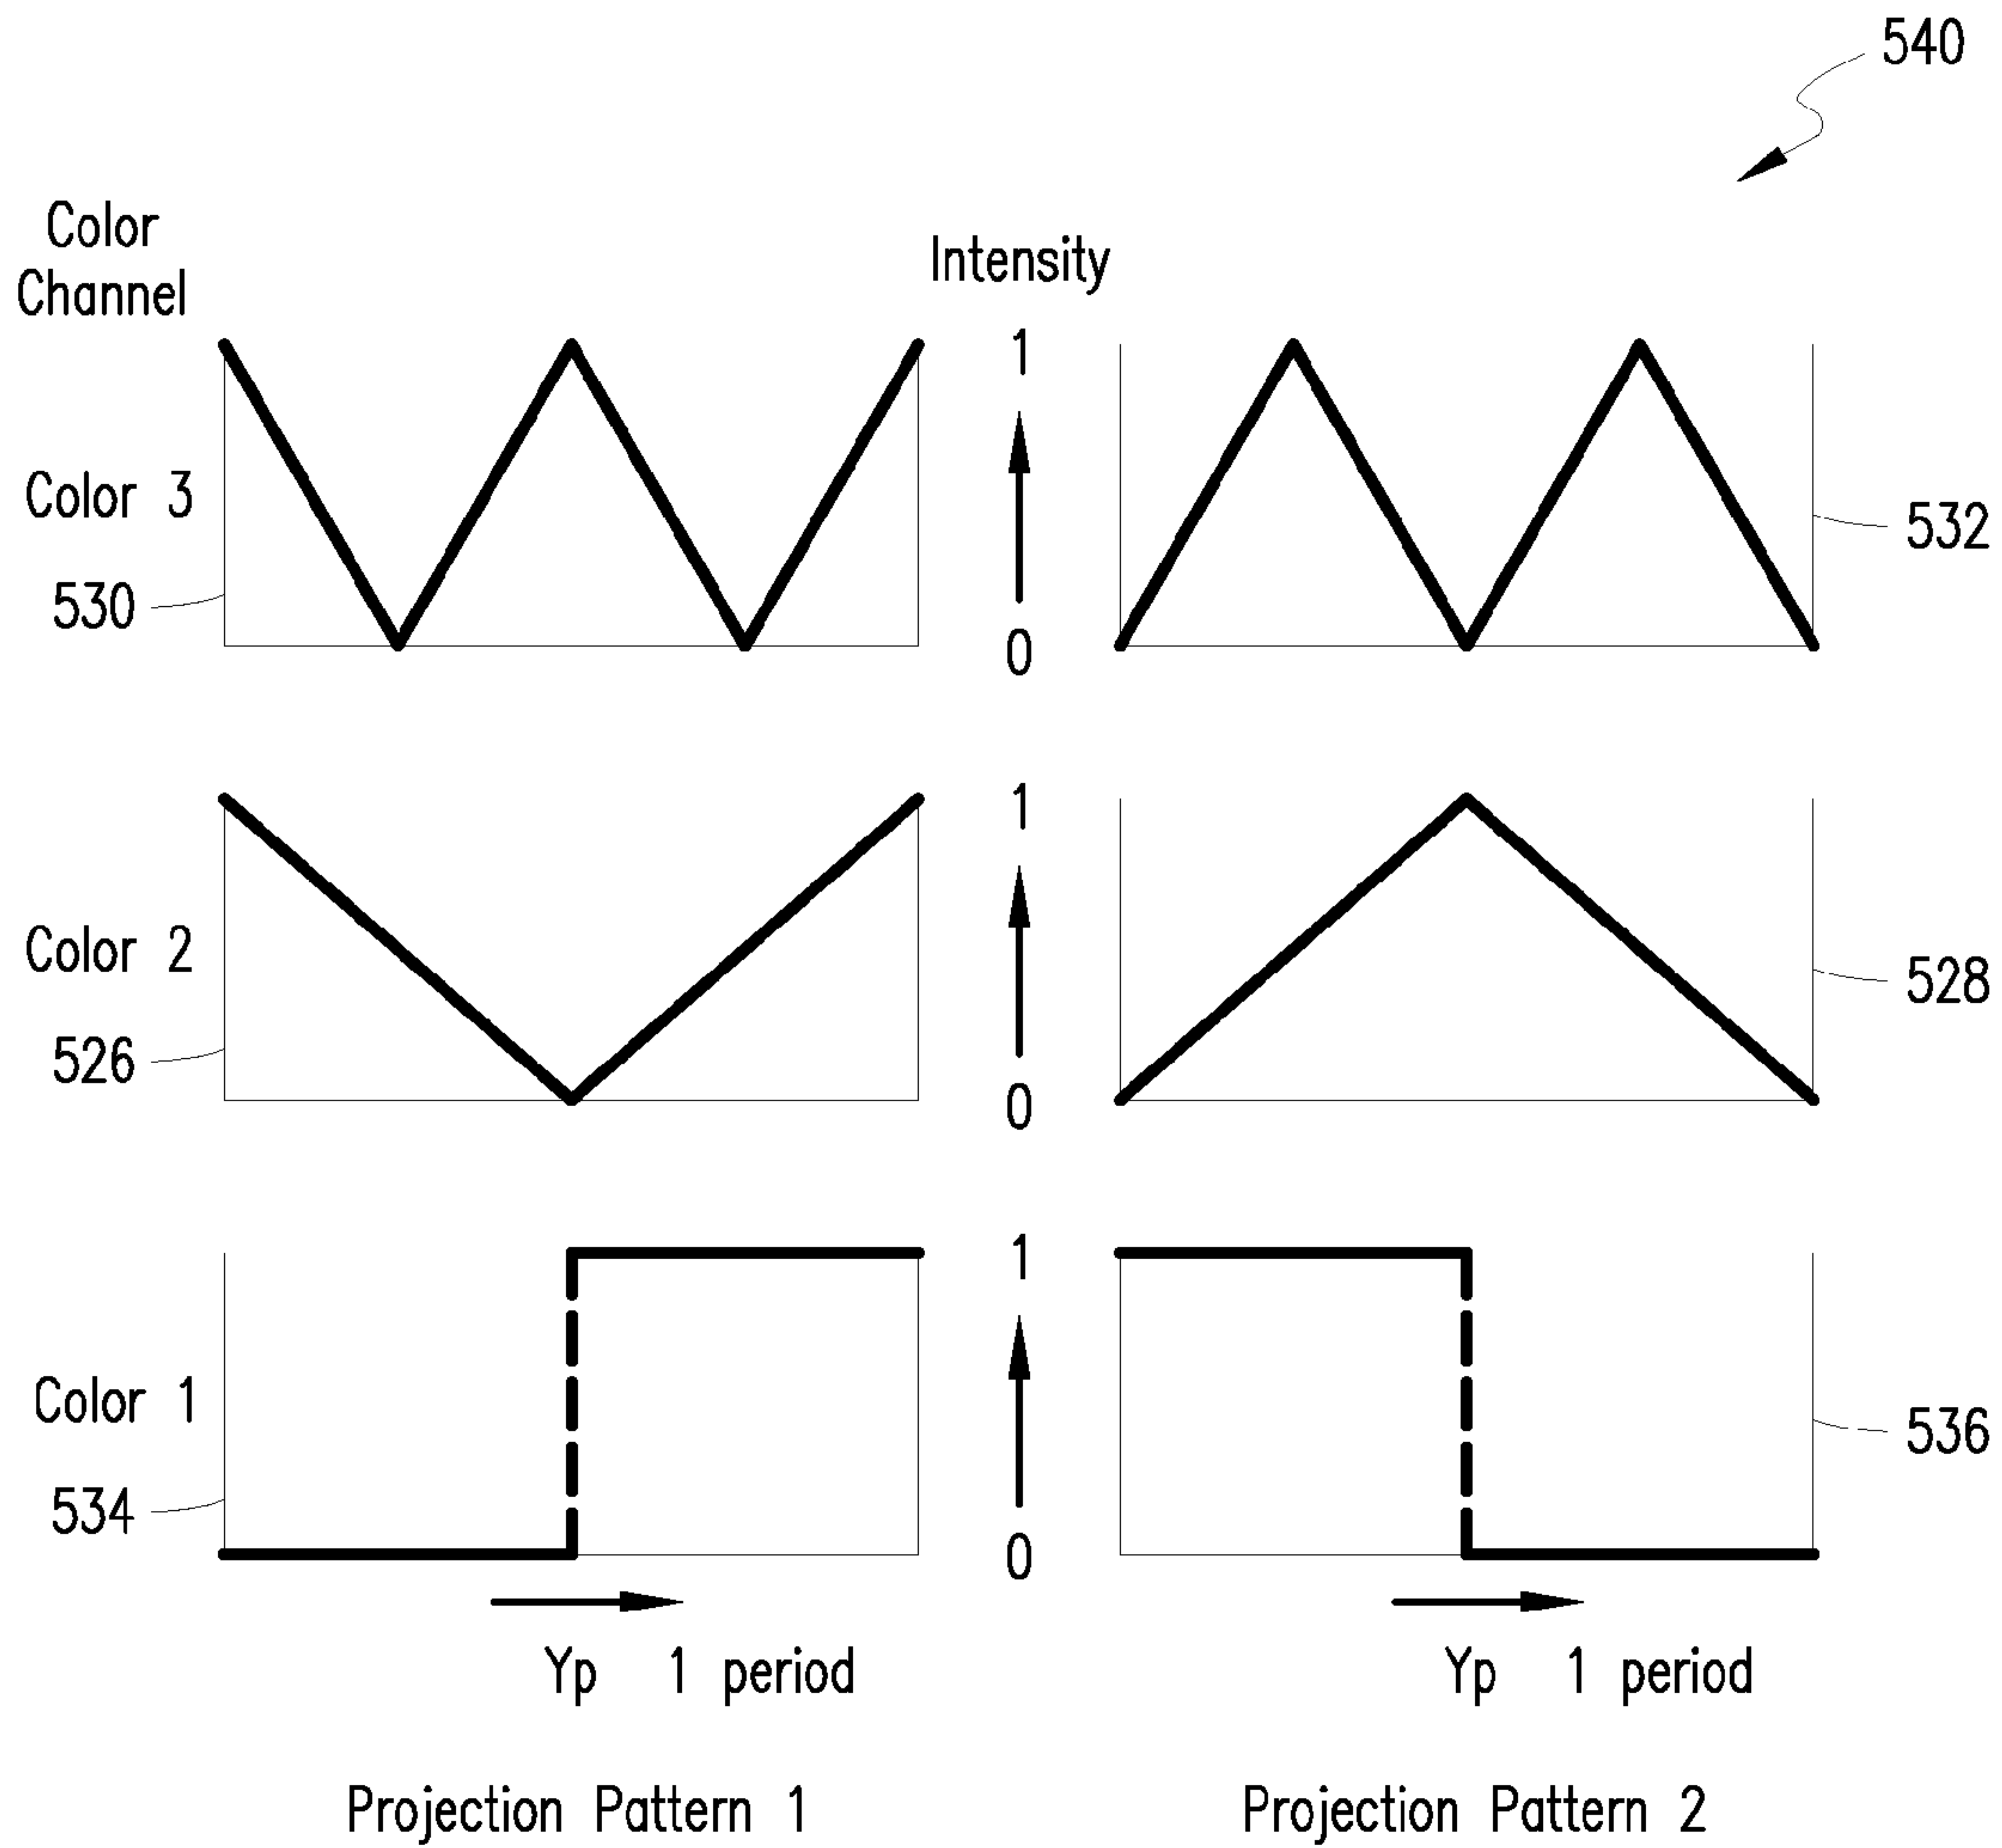 540
Color
Channel
Intensity
1
Color 3
532
530
0
1
Color 2
528
526
0
1
Color 1
536
534
0
Yp 1 period
Yp 1 period
Projection Pattern 1
Projection Pattern 2